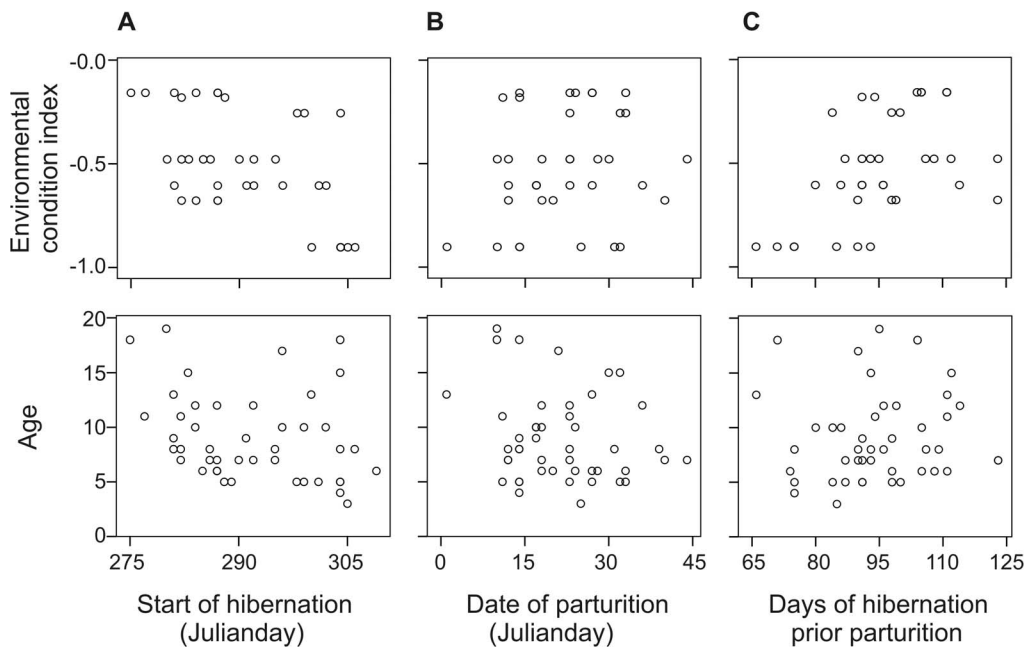 A B C
Environmental
condition index
-0.0
-0.5
-1.0
Age
20
15
10
5
0
275 290 305 0 15 30 45 65 80 95 110 125
Start of hibernation
(Julianday)
Date of parturition
(Julianday)
Days of hibernation
prior parturition